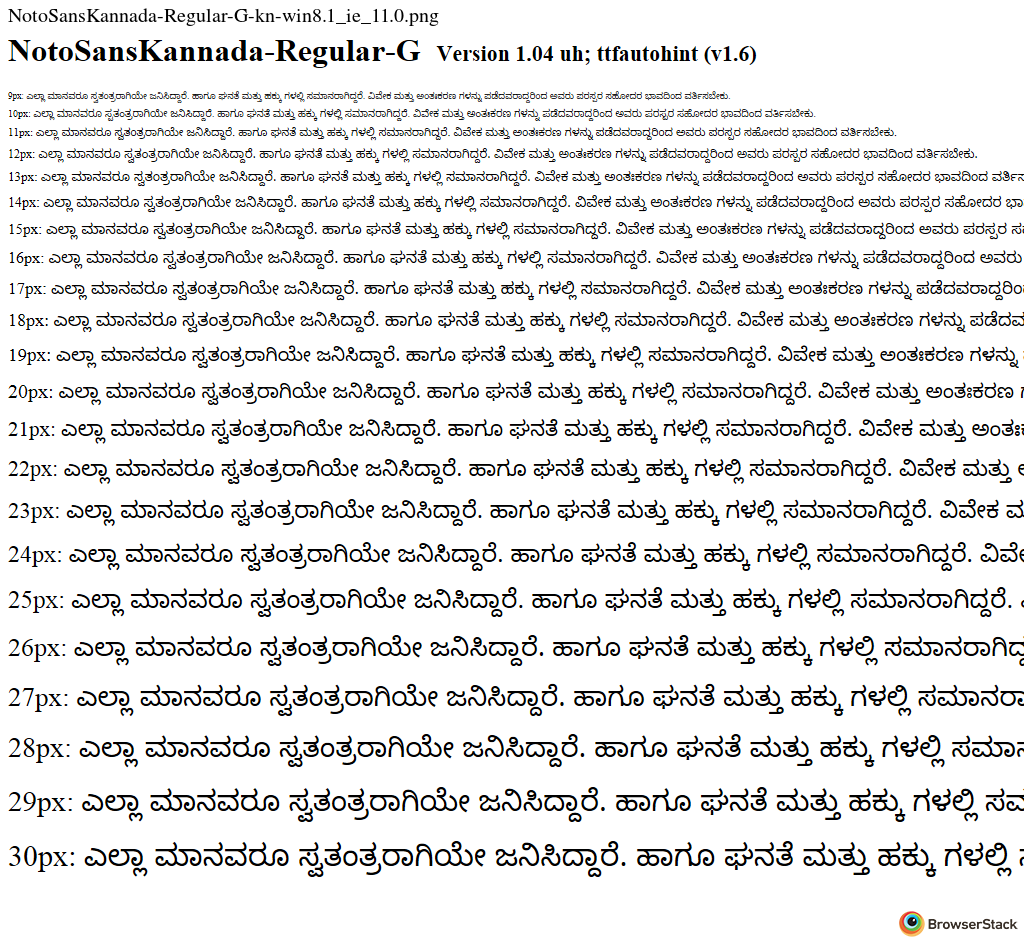 NotoSansKannada-Regular-G-kn-win8.1_ie_11.0.png
NotoSansKannada-Regular-G Version 1.04 uh; ttfautohint (v1.6)
9px: ಎಲ್ಲಾ ಮಾನವರೂ ಸ್ವತಂತ್ರರಾಗಿಯೇ ಜನಿಸಿದ್ದಾರೆ. ಹಾಗೂ ಘನತೆ ಮತ್ತು ಹಕ್ಕು ಗಳಲ್ಲಿ ಸಮಾನರಾಗಿದ್ದರೆ. ವಿವೇಕ ಮತ್ತು ಅಂತಃಕರಣ ಗಳನ್ನು ಪಡೆದವರಾದ್ದರಿಂದ ಅವರು ಪರಸ್ಪರ ಸಹೋದರ ಭಾವದಿಂದ ವರ್ತಿಸಬೇಕು.
10px: ಎಲ್ಲಾ ಮಾನವರೂ ಸ್ವತಂತ್ರರಾಗಿಯೇ ಜನಿಸಿದ್ದಾರೆ. ಹಾಗೂ ಘನತೆ ಮತ್ತು ಹಕ್ಕು ಗಳಲ್ಲಿ ಸಮಾನರಾಗಿದ್ದರೆ. ವಿವೇಕ ಮತ್ತು ಅಂತಃಕರಣ ಗಳನ್ನು ಪಡೆದವರಾದ್ದರಿಂದ ಅವರು ಪರಸ್ಪರ ಸಹೋದರ ಭಾವದಿಂದ ವರ್ತಿಸಬೇಕು.
11px: ಎಲ್ಲಾ ಮಾನವರೂ ಸ್ವತಂತ್ರರಾಗಿಯೇ ಜನಿಸಿದ್ದಾರೆ. ಹಾಗೂ ಘನತೆ ಮತ್ತು ಹಕ್ಕು ಗಳಲ್ಲಿ ಸಮಾನರಾಗಿದ್ದರೆ. ವಿವೇಕ ಮತ್ತು ಅಂತಃಕರಣ ಗಳನ್ನು ಪಡೆದವರಾದ್ದರಿಂದ ಅವರು ಪರಸ್ಪರ ಸಹೋದರ ಭಾವದಿಂದ ವರ್ತಿಸಬೇಕು.
12px: ಎಲ್ಲಾ ಮಾನವರೂ ಸ್ವತಂತ್ರರಾಗಿಯೇ ಜನಿಸಿದ್ದಾರೆ. ಹಾಗೂ ಘನತೆ ಮತ್ತು ಹಕ್ಕು ಗಳಲ್ಲಿ ಸಮಾನರಾಗಿದ್ದರೆ. ವಿವೇಕ ಮತ್ತು ಅಂತಃಕರಣ ಗಳನ್ನು ಪಡೆದವರಾದ್ದರಿಂದ ಅವರು ಪರಸ್ಪರ ಸಹೋದರ ಭಾವದಿಂದ ವರ್ತಿಸಬೇಕು.
13px: ಎಲ್ಲಾ ಮಾನವರೂ ಸ್ವತಂತ್ರರಾಗಿಯೇ ಜನಿಸಿದ್ದಾರೆ. ಹಾಗೂ ಘನತೆ ಮತ್ತು ಹಕ್ಕು ಗಳಲ್ಲಿ ಸಮಾನರಾಗಿದ್ದರೆ. ವಿವೇಕ ಮತ್ತು ಅಂತಃಕರಣ ಗಳನ್ನು ಪಡೆದವರಾದ್ದರಿಂದ ಅವರು ಪರಸ್ಪರ ಸಹೋದರ ಭಾವದಿಂದ
14px: ಎಲ್ಲಾ ಮಾನವರೂ ಸ್ವತಂತ್ರರಾಗಿಯೇ ಜನಿಸಿದ್ದಾರೆ. ಹಾಗೂ ಘನತೆ ಮತ್ತು ಹಕ್ಕು ಗಳಲ್ಲಿ ಸಮಾನರಾಗಿದ್ದರೆ. ವಿವೇಕ ಮತ್ತು ಅಂತಃಕರಣ ಗಳನ್ನು ಪಡೆದವರಾದ್ದರಿಂದ ಅವರು ಪರಸ್ಪರ ಸಹೋದರ
15px: ಎಲ್ಲಾ ಮಾನವರೂ ಸ್ವತಂತ್ರರಾಗಿಯೇ ಜನಿಸಿದ್ದಾರೆ. ಹಾಗೂ ಘನತೆ ಮತ್ತು ಹಕ್ಕು ಗಳಲ್ಲಿ ಸಮಾನರಾಗಿದ್ದರೆ. ವಿವೇಕ ಮತ್ತು ಅಂತಃಕರಣ ಗಳನ್ನು ಪಡೆದವರಾದ್ದರಿಂದ ಅವರು ಪರಸ್ಪರ
16px: ಎಲ್ಲಾ ಮಾನವರೂ ಸ್ವತಂತ್ರರಾಗಿಯೇ ಜನಿಸಿದ್ದಾರೆ. ಹಾಗೂ ಘನತೆ ಮತ್ತು ಹಕ್ಕು ಗಳಲ್ಲಿ ಸಮಾನರಾಗಿದ್ದರೆ. ವಿವೇಕ ಮತ್ತು ಅಂತಃಕರಣ ಗಳನ್ನು ಪಡೆದವರಾದ್ದರಿಂದ ಅವರು
17px: ಎಲ್ಲಾ ಮಾನವರೂ ಸ್ವತಂತ್ರರಾಗಿಯೇ ಜನಿಸಿದ್ದಾರೆ. ಹಾಗೂ ಘನತೆ ಮತ್ತು ಹಕ್ಕು ಗಳಲ್ಲಿ ಸಮಾನರಾಗಿದ್ದರೆ. ವಿವೇಕ ಮತ್ತು ಅಂತಃಕರಣ ಗಳನ್ನು
18px: ಎಲ್ಲಾ ಮಾನವರೂ ಸ್ವತಂತ್ರರಾಗಿಯೇ ಜನಿಸಿದ್ದಾರೆ. ಹಾಗೂ ಘನತೆ ಮತ್ತು ಹಕ್ಕು ಗಳಲ್ಲಿ ಸಮಾನರಾಗಿದ್ದರೆ. ವಿವೇಕ ಮತ್ತು ಅಂತಃಕರಣ ಗಳನ್ನು
19px: ಎಲ್ಲಾ ಮಾನವರೂ ಸ್ವತಂತ್ರರಾಗಿಯೇ ಜನಿಸಿದ್ದಾರೆ. ಹಾಗೂ ಘನತೆ ಮತ್ತು ಹಕ್ಕು ಗಳಲ್ಲಿ ಸಮಾನರಾಗಿದ್ದರೆ. ವಿವೇಕ ಮತ್ತು ಅಂತಃಕರಣ ಗಳನ್ನು
20px: ಎಲ್ಲಾ ಮಾನವರೂ ಸ್ವತಂತ್ರರಾಗಿಯೇ ಜನಿಸಿದ್ದಾರೆ. ಹಾಗೂ ಘನತೆ ಮತ್ತು ಹಕ್ಕು ಗಳಲ್ಲಿ ಸಮಾನರಾಗಿದ್ದರೆ. ವಿವೇಕ ಮತ್ತು ಅಂತಃಕರಣ
21px: ಎಲ್ಲಾ ಮಾನವರೂ ಸ್ವತಂತ್ರರಾಗಿಯೇ ಜನಿಸಿದ್ದಾರೆ. ಹಾಗೂ ಘನತೆ ಮತ್ತು ಹಕ್ಕು ಗಳಲ್ಲಿ ಸಮಾನರಾಗಿದ್ದರೆ. ವಿವೇಕ ಮತ್ತು
22px: ಎಲ್ಲಾ ಮಾನವರೂ ಸ್ವತಂತ್ರರಾಗಿಯೇ ಜನಿಸಿದ್ದಾರೆ. ಹಾಗೂ ಘನತೆ ಮತ್ತು ಹಕ್ಕು ಗಳಲ್ಲಿ ಸಮಾನರಾಗಿದ್ದರೆ. ವಿವೇಕ ಮತ್ತು
23px: ಎಲ್ಲಾ ಮಾನವರೂ ಸ್ವತಂತ್ರರಾಗಿಯೇ ಜನಿಸಿದ್ದಾರೆ. ಹಾಗೂ ಘನತೆ ಮತ್ತು ಹಕ್ಕು ಗಳಲ್ಲಿ ಸಮಾನರಾಗಿದ್ದರೆ. ವಿವೇಕ
24px: ಎಲ್ಲಾ ಮಾನವರೂ ಸ್ವತಂತ್ರರಾಗಿಯೇ ಜನಿಸಿದ್ದಾರೆ. ಹಾಗೂ ಘನತೆ ಮತ್ತು ಹಕ್ಕು ಗಳಲ್ಲಿ ಸಮಾನರಾಗಿದ್ದರೆ.
25px: ಎಲ್ಲಾ ಮಾನವರೂ ಸ್ವತಂತ್ರರಾಗಿಯೇ ಜನಿಸಿದ್ದಾರೆ. ಹಾಗೂ ಘನತೆ ಮತ್ತು ಹಕ್ಕು ಗಳಲ್ಲಿ ಸಮಾನರಾಗಿದ್ದರೆ.
26px: ಎಲ್ಲಾ ಮಾನವರೂ ಸ್ವತಂತ್ರರಾಗಿಯೇ ಜನಿಸಿದ್ದಾರೆ. ಹಾಗೂ ಘನತೆ ಮತ್ತು ಹಕ್ಕು ಗಳಲ್ಲಿ
27px: ಎಲ್ಲಾ ಮಾನವರೂ ಸ್ವತಂತ್ರರಾಗಿಯೇ ಜನಿಸಿದ್ದಾರೆ. ಹಾಗೂ ಘನತೆ ಮತ್ತು ಹಕ್ಕು ಗಳಲ್ಲಿ
28px: ಎಲ್ಲಾ ಮಾನವರೂ ಸ್ವತಂತ್ರರಾಗಿಯೇ ಜನಿಸಿದ್ದಾರೆ. ಹಾಗೂ ಘನತೆ ಮತ್ತು ಹಕ್ಕು ಗಳಲ್ಲಿ
29px: ಎಲ್ಲಾ ಮಾನವರೂ ಸ್ವತಂತ್ರರಾಗಿಯೇ ಜನಿಸಿದ್ದಾರೆ. ಹಾಗೂ ಘನತೆ ಮತ್ತು ಹಕ್ಕು ಗಳಲ್ಲಿ
30px: ಎಲ್ಲಾ ಮಾನವರೂ ಸ್ವತಂತ್ರರಾಗಿಯೇ ಜನಿಸಿದ್ದಾರೆ. ಹಾಗೂ ಘನತೆ ಮತ್ತು ಹಕ್ಕು ಗಳಲ್ಲಿ
BrowserStack